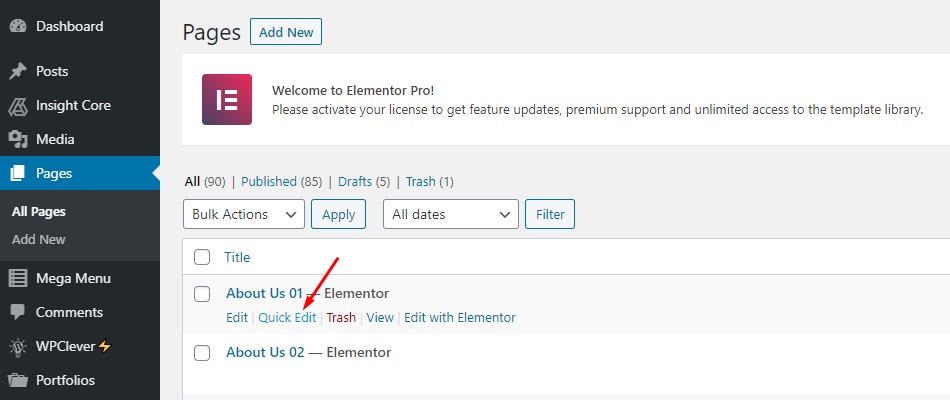 Dashboard
Posts
Insight Core
Media
Pages
All Pages
Add New
Mega Menu
Comments
WPClever⚡
Portfolios
Pages Add New
Welcome to Elementor Pro!
Please activate your license to get feature updates, premium support and unlimited access to the template library.
All (90) | Published (85) | Drafts (5) | Trash (1)
Bulk Actions Apply All dates Filter
Title
About Us 01 — Elementor
Edit | Quick Edit | Trash | View | Edit with Elementor
About Us 02 — Elementor